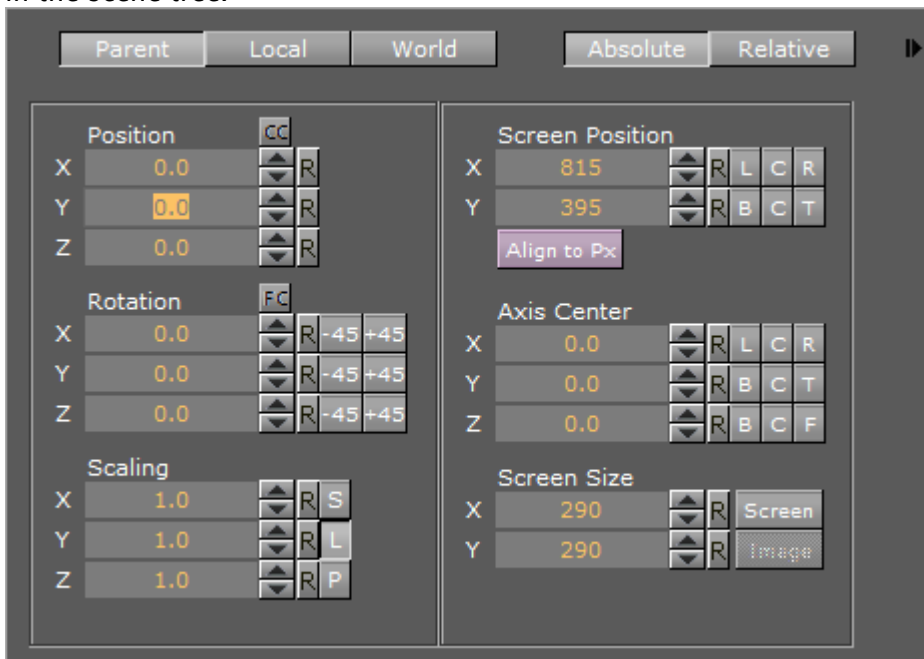 Parent Local World Absolute Relative
Position CC
X 0.0 R
Y 0.0 R
Z 0.0 R
Rotation FC
X 0.0 R -45 +45
Y 0.0 R -45 +45
Z 0.0 R -45 +45
Scaling
X 1.0 R S
Y 1.0 R L
Z 1.0 R P
Screen Position
X 815 R L C R
Y 395 R B C T
Align to Px
Axis Center
X 0.0 R L C R
Y 0.0 R B C T
Z 0.0 R B C F
Screen Size
X 290 R Screen
Y 290 R Image